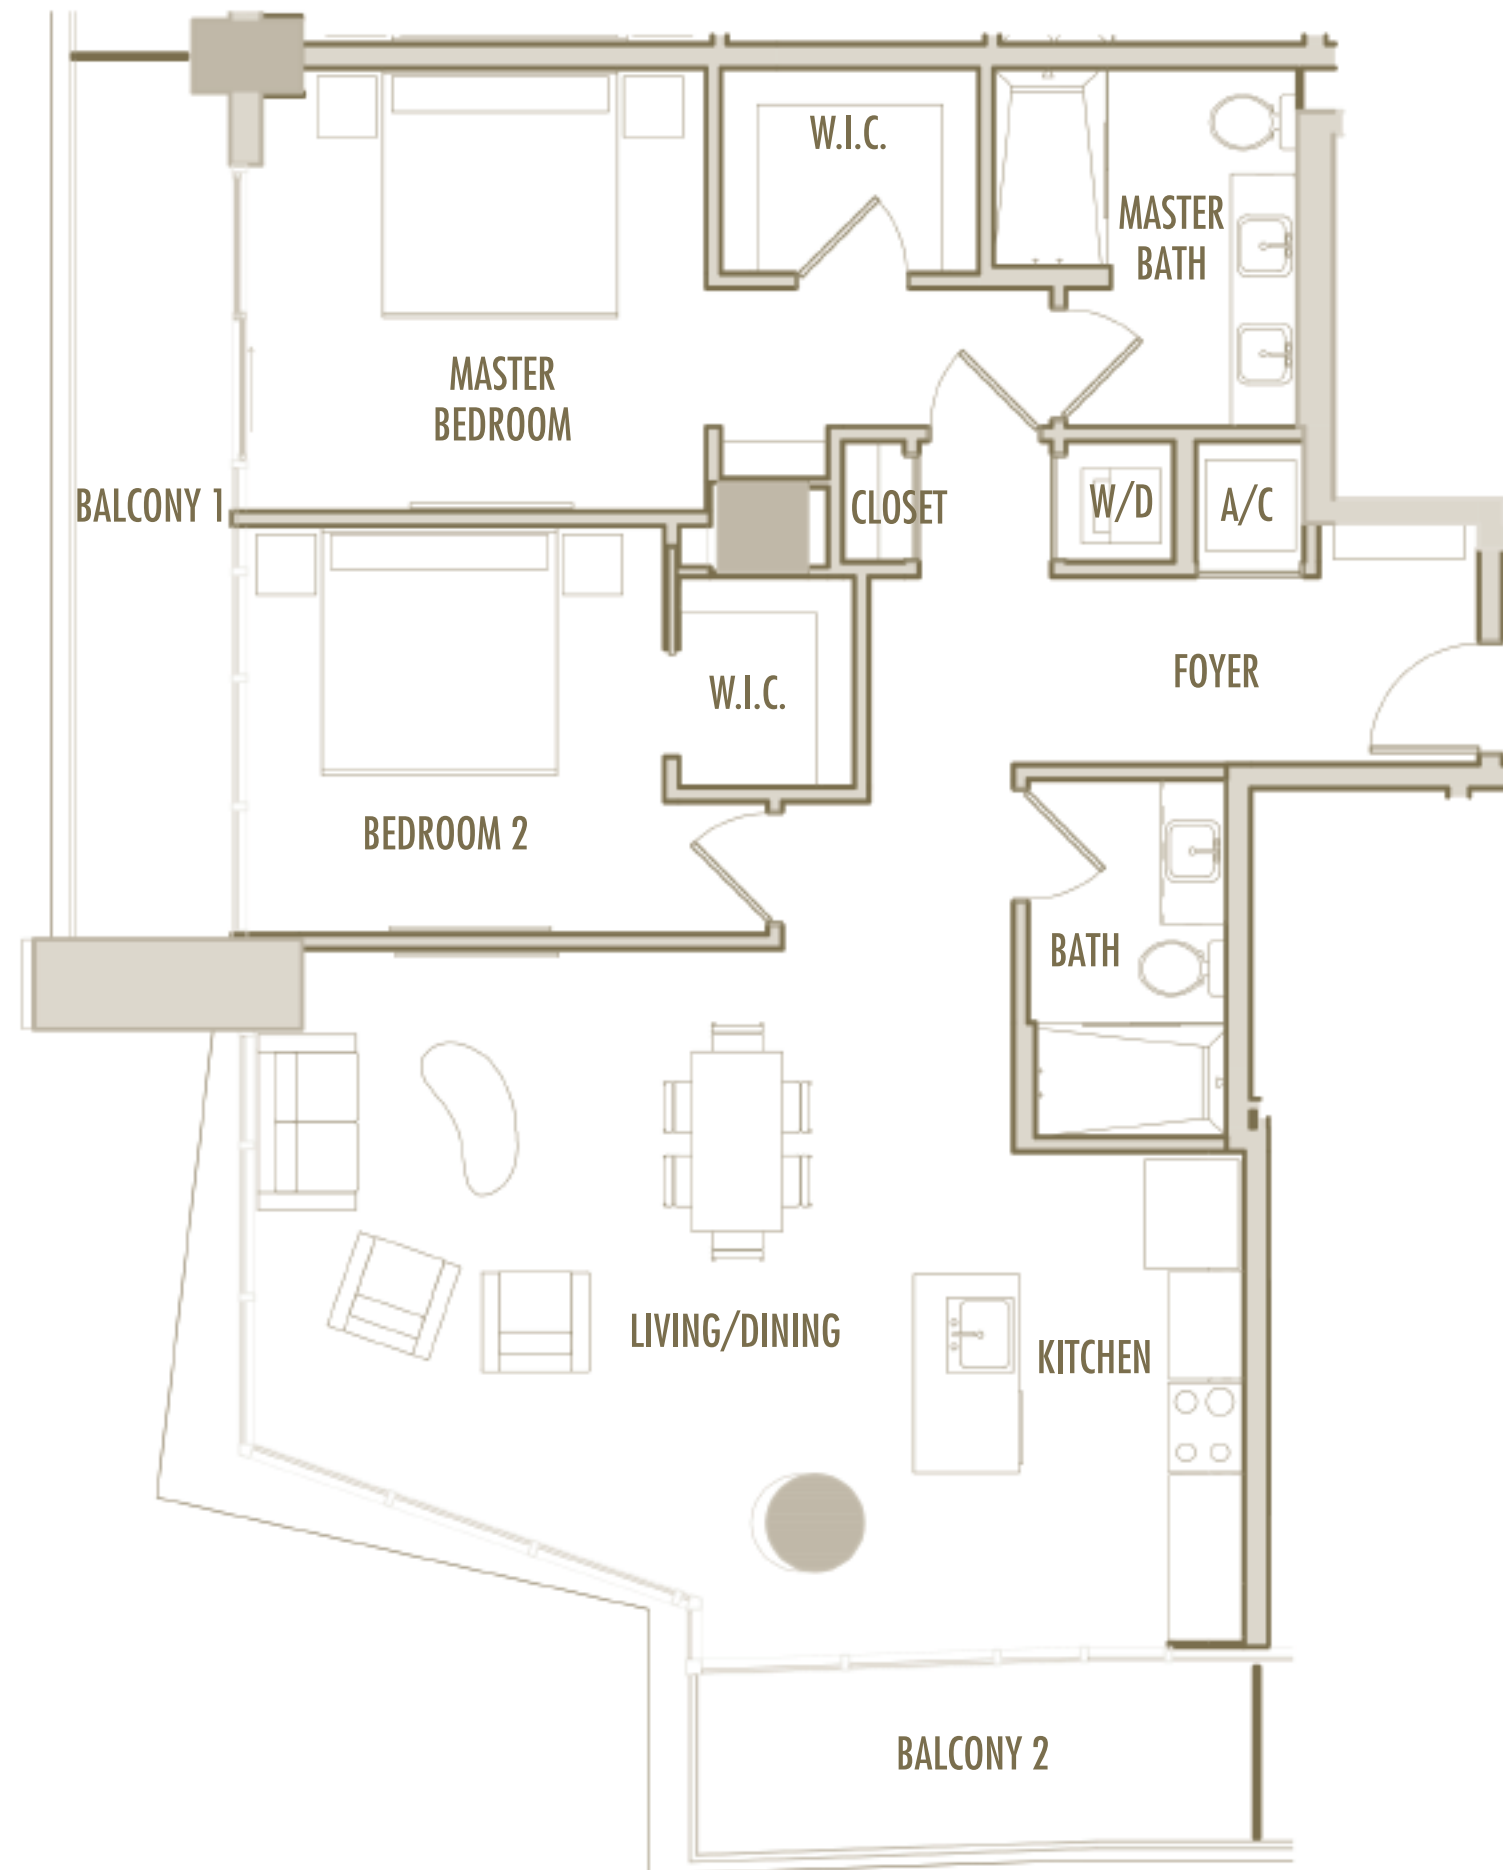 W.I.C.
MASTER
BATH
MASTER
BEDROOM
BALCONY 1
CLOSET
W/D
A/C
FOYER
W.I.C.
BEDROOM 2
BATH
LIVING/DINING
KITCHEN
BALCONY 2